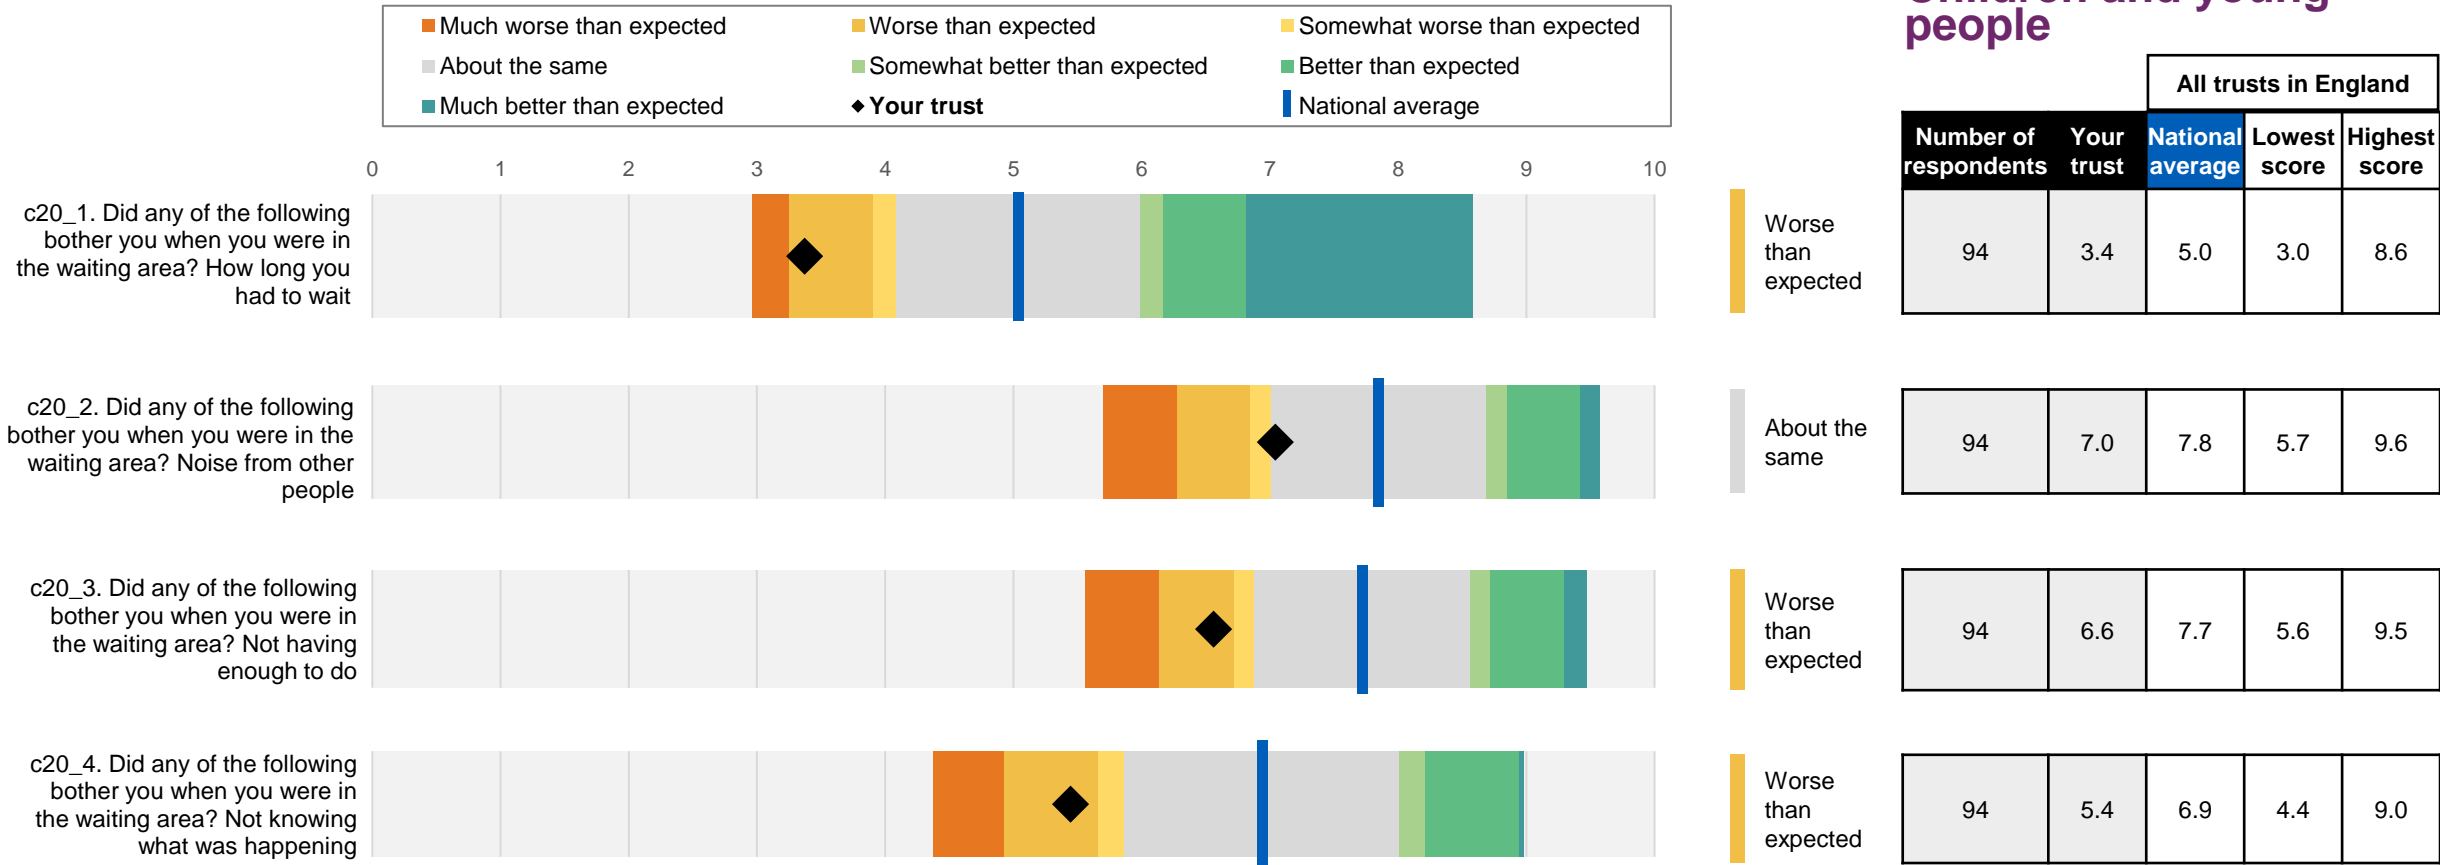 Children and young
people
Much worse than expected
Worse than expected
Somewhat worse than expected
About the same
Somewhat better than expected
Better than expected
Much better than expected
Your trust
National average
All trusts in England
Number of respondents
Your trust
National average
Lowest score
Highest score
0 1 2 3 4 5 6 7 8 9 10
c20_1. Did any of the following
bother you when you were in
the waiting area? How long you
had to wait
Worse
than
expected
94 3.4 5.0 3.0 8.6
c20_2. Did any of the following
bother you when you were in the
waiting area? Noise from other
people
About the
same
94 7.0 7.8 5.7 9.6
c20_3. Did any of the following
bother you when you were in
the waiting area? Not having
enough to do
Worse
than
expected
94 6.6 7.7 5.6 9.5
c20_4. Did any of the following
bother you when you were in
the waiting area? Not knowing
what was happening
Worse
than
expected
94 5.4 6.9 4.4 9.0